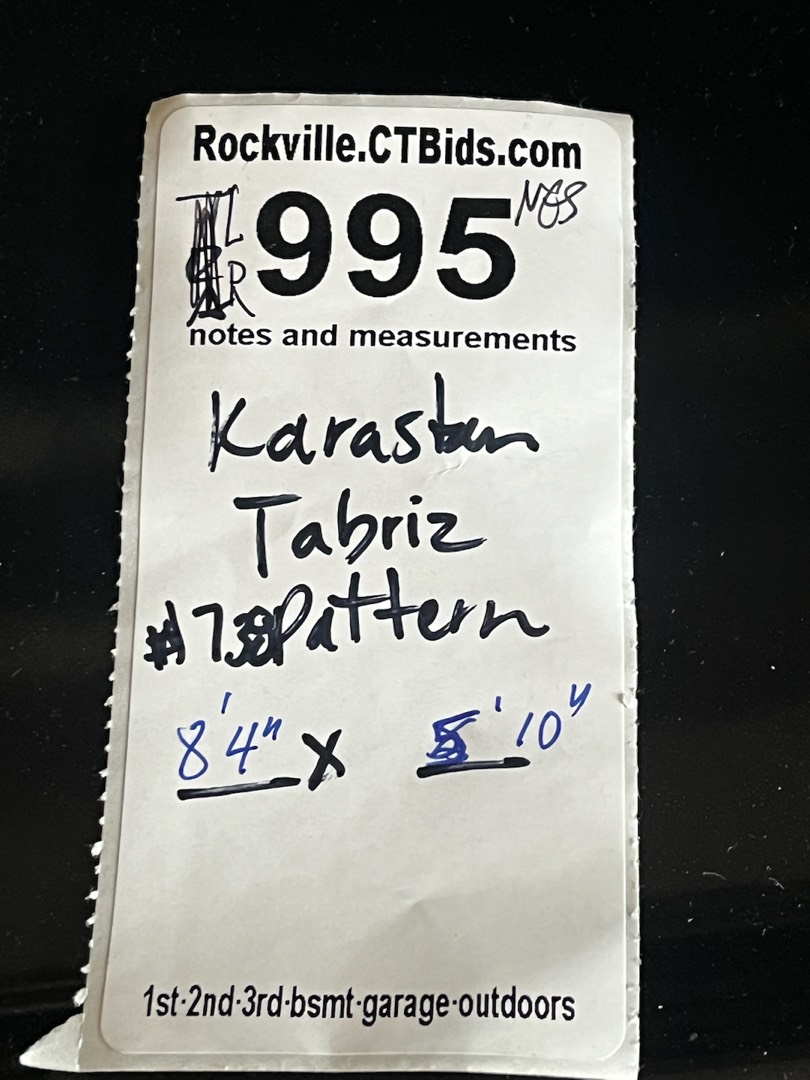 Rockville.CTBids.com
995 NGS
notes and measurements
Karastan
Tabriz
Pattern
8'4" x 5'10"
1st-2nd-3rd-bsmt-garage-outdoors